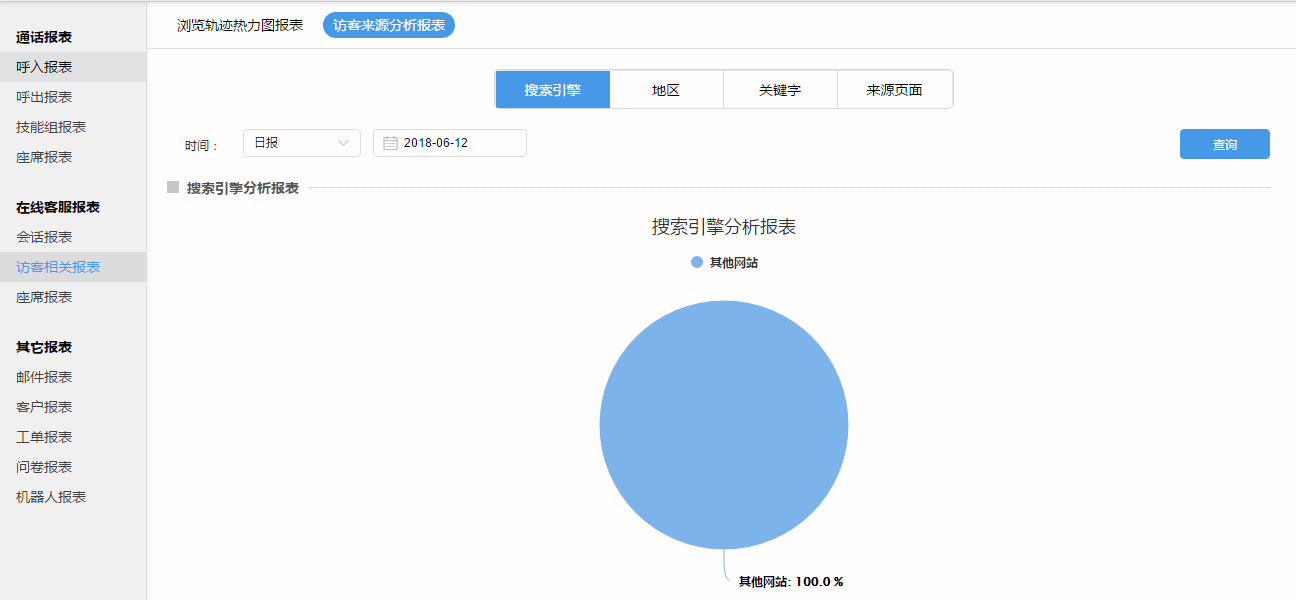 通话报表
呼入报表
呼出报表
技能组报表
座席报表
在线客服报表
会话报表
访客相关报表
座席报表
其它报表
邮件报表
客户报表
工单报表
问卷报表
机器人报表
浏览轨迹热力图报表 访客来源分析报表
搜索引擎 地区 关键字 来源页面
时间： 日报 2018-06-12 查询
搜索引擎分析报表
搜索引擎分析报表
其他网站
其他网站: 100.0 %